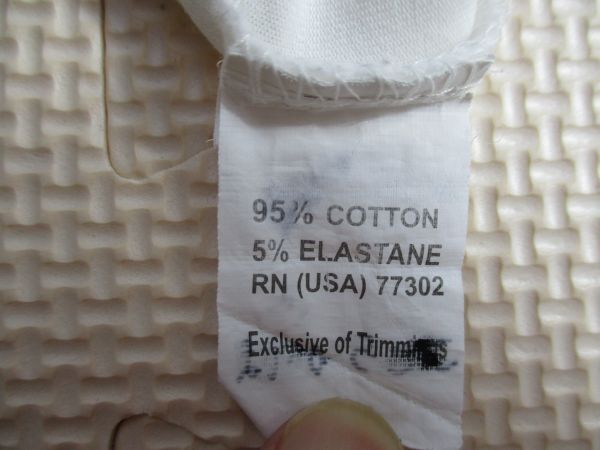 95% COTTON
5% ELASTANE
RN (USA) 77302
Exclusive of Trimmings